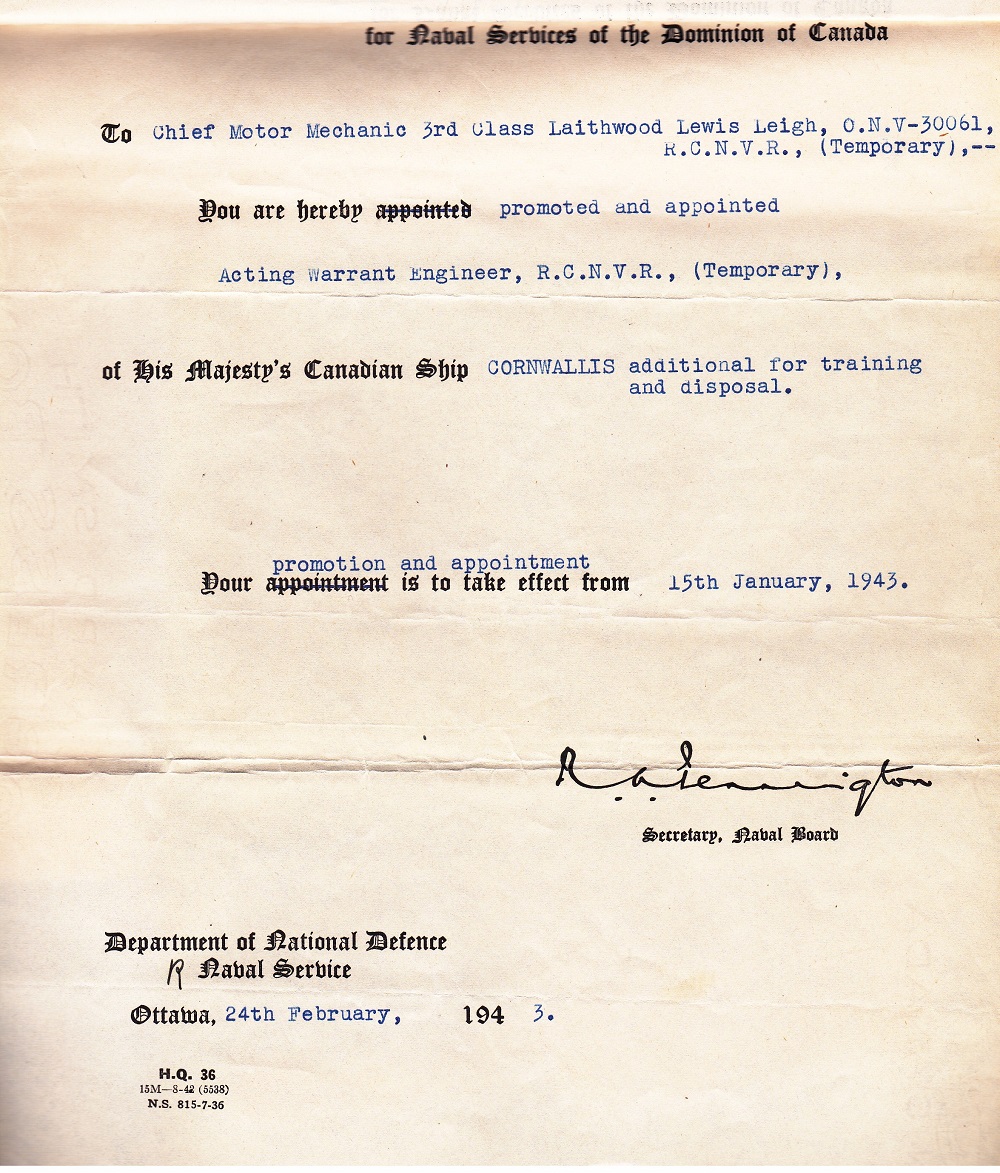 for Naval Services of the Dominion of Canada
To Chief Motor Mechanic 3rd Class Laithwood Lewis Leigh, O.N.V-30061,
R.C.N.V.R., (Temporary),--
You are hereby appointed promoted and appointed
Acting Warrant Engineer, R.C.N.V.R., (Temporary),
of His Majesty's Canadian Ship CORNWALLIS additional for training
and disposal.
promotion and appointment
Your appointment is to take effect from 15th January, 1943.
Secretary, Naval Board
Department of National Defence
R Naval Service
Ottawa, 24th February, 194 3.
H.Q. 36
15M—8-42 (5538)
N.S. 815-7-36